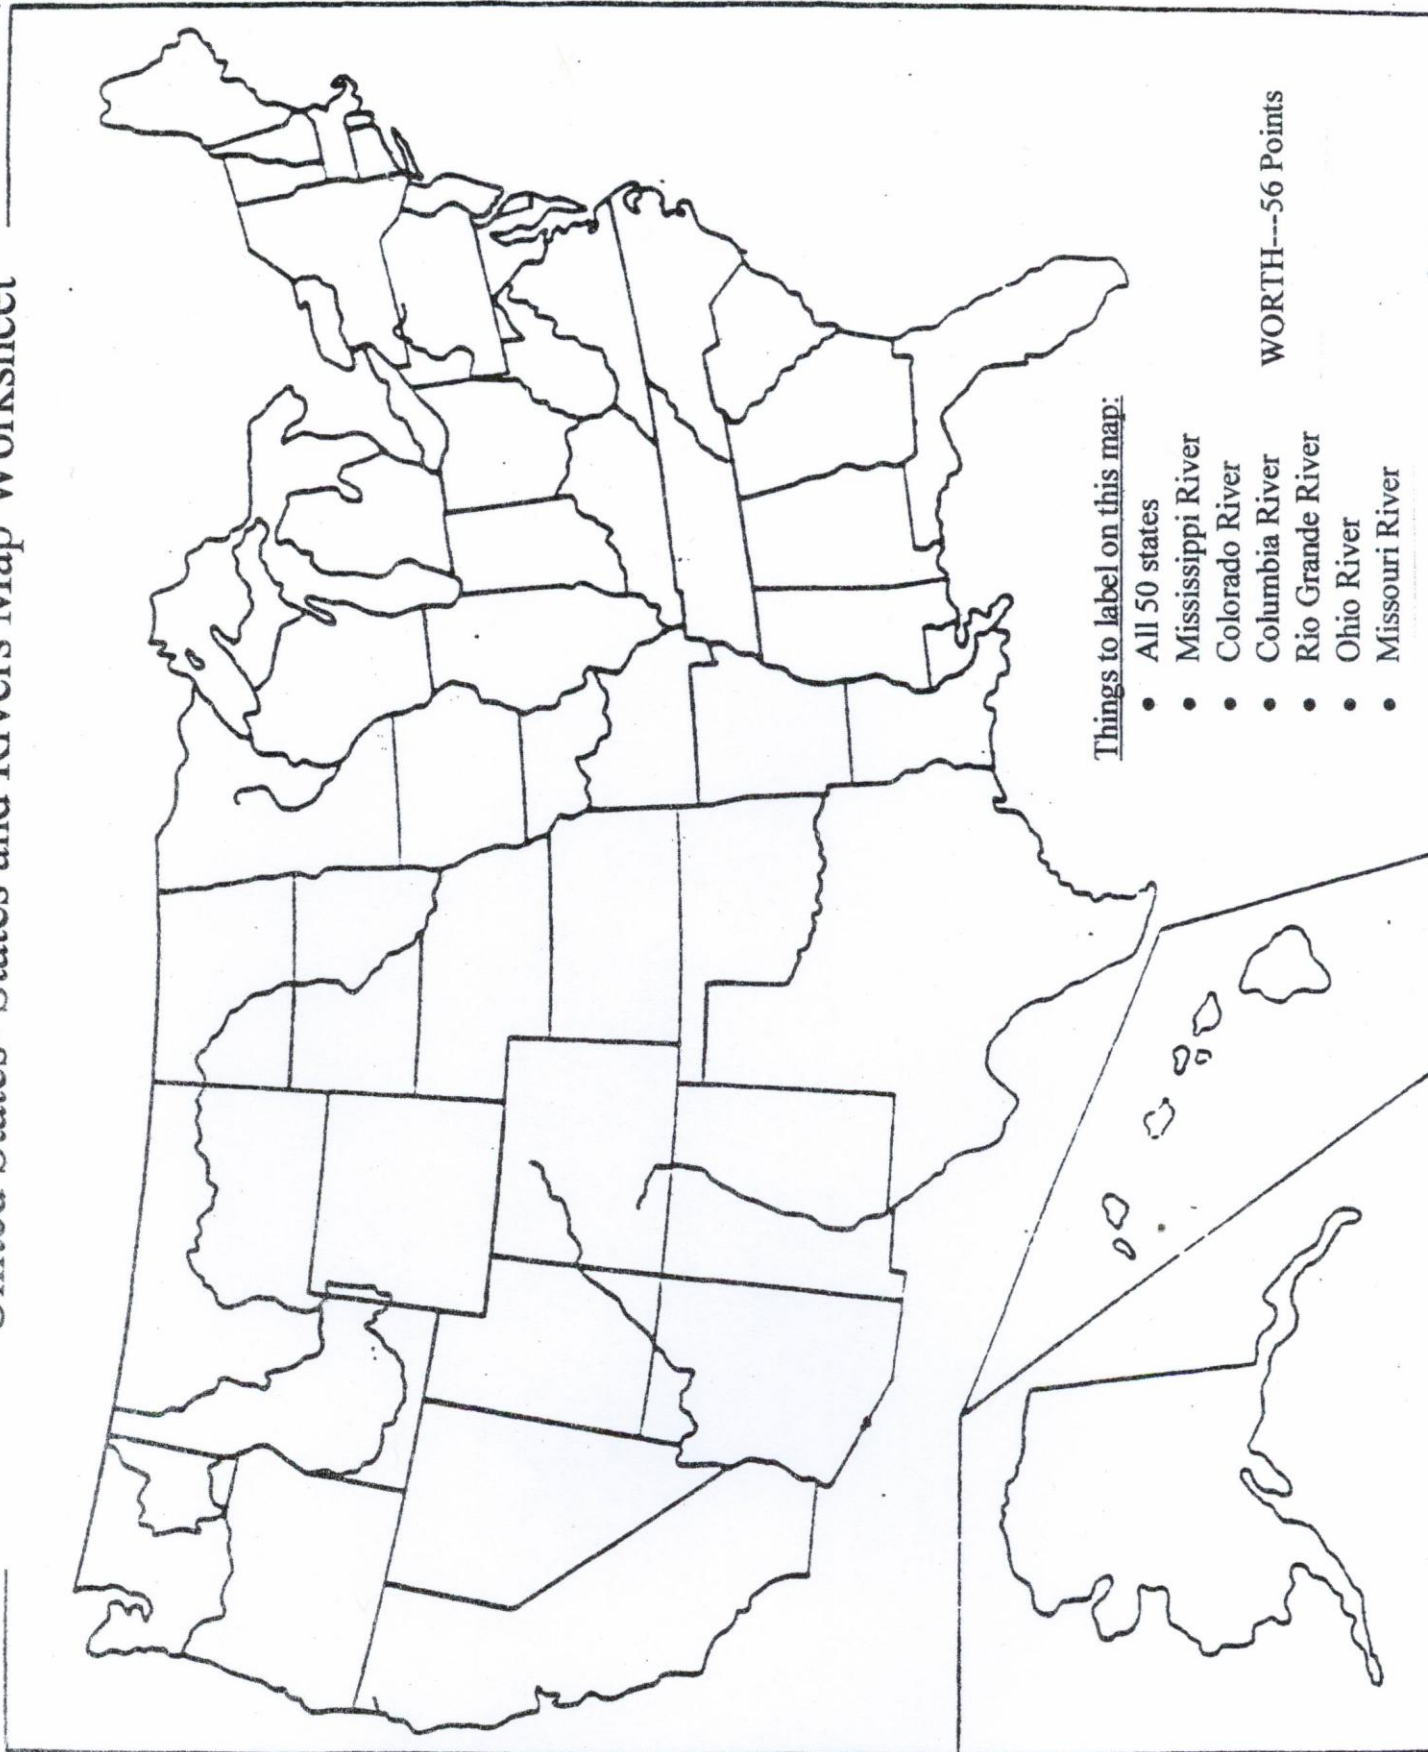 United States' States and Rivers Map Worksheet
Things to label on this map:
• All 50 states
• Mississippi River
• Colorado River
• Columbia River
• Rio Grande River
• Ohio River
• Missouri River
WORTH---56 Points